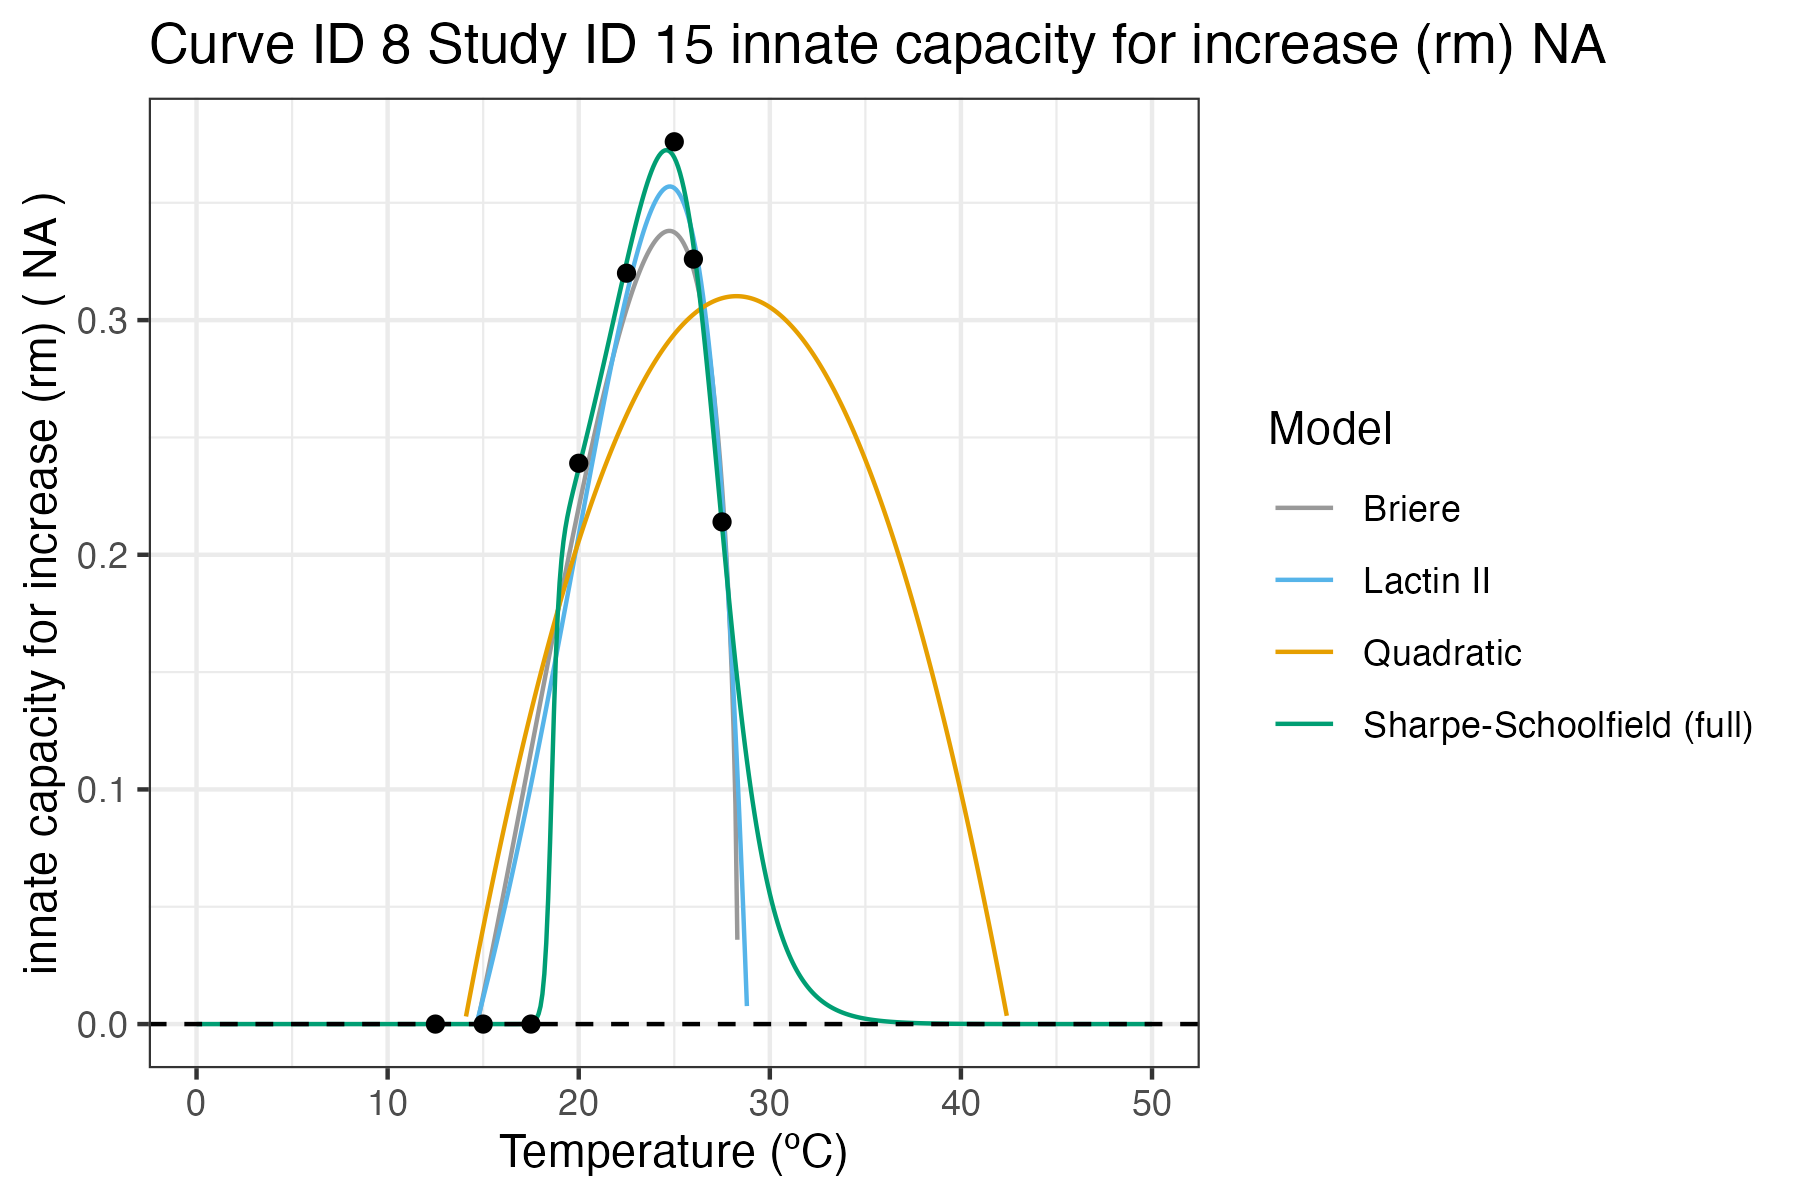 Curve ID 8 Study ID 15 innate capacity for increase (rm) NA
innate capacity for increase (rm) ( NA )
0.3
0.2
0.1
0.0
0 10 20 30 40 50
Temperature (ºC)
Model
Briere
Lactin II
Quadratic
Sharpe-Schoolfield (full)